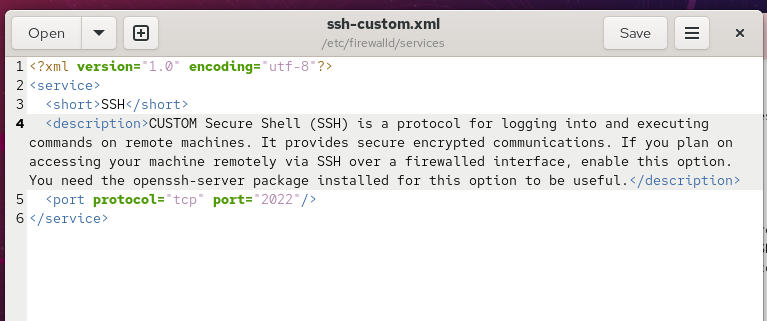 Open
ssh-custom.xml
/etc/firewalld/services
Save
1 <?xml version="1.0" encoding="utf-8"?>
2 <service>
3   <short>SSH</short>
4   <description>CUSTOM Secure Shell (SSH) is a protocol for logging into and executing
commands on remote machines. It provides secure encrypted communications. If you plan on
accessing your machine remotely via SSH over a firewalled interface, enable this option.
You need the openssh-server package installed for this option to be useful.</description>
5   <port protocol="tcp" port="2022"/>
6 </service>